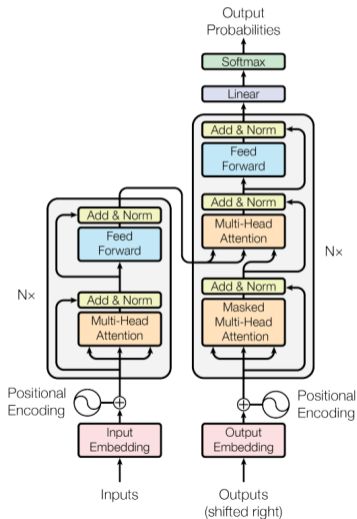 Output
Probabilities
Softmax
Linear
Add & Norm
Feed
Forward
Add & Norm
Multi-Head
Attention
Nx
Add & Norm
Masked
Multi-Head
Attention
Add & Norm
Feed
Forward
Nx
Add & Norm
Multi-Head
Attention
Positional
Encoding
Positional
Encoding
Input
Embedding
Output
Embedding
Inputs
Outputs
(shifted right)